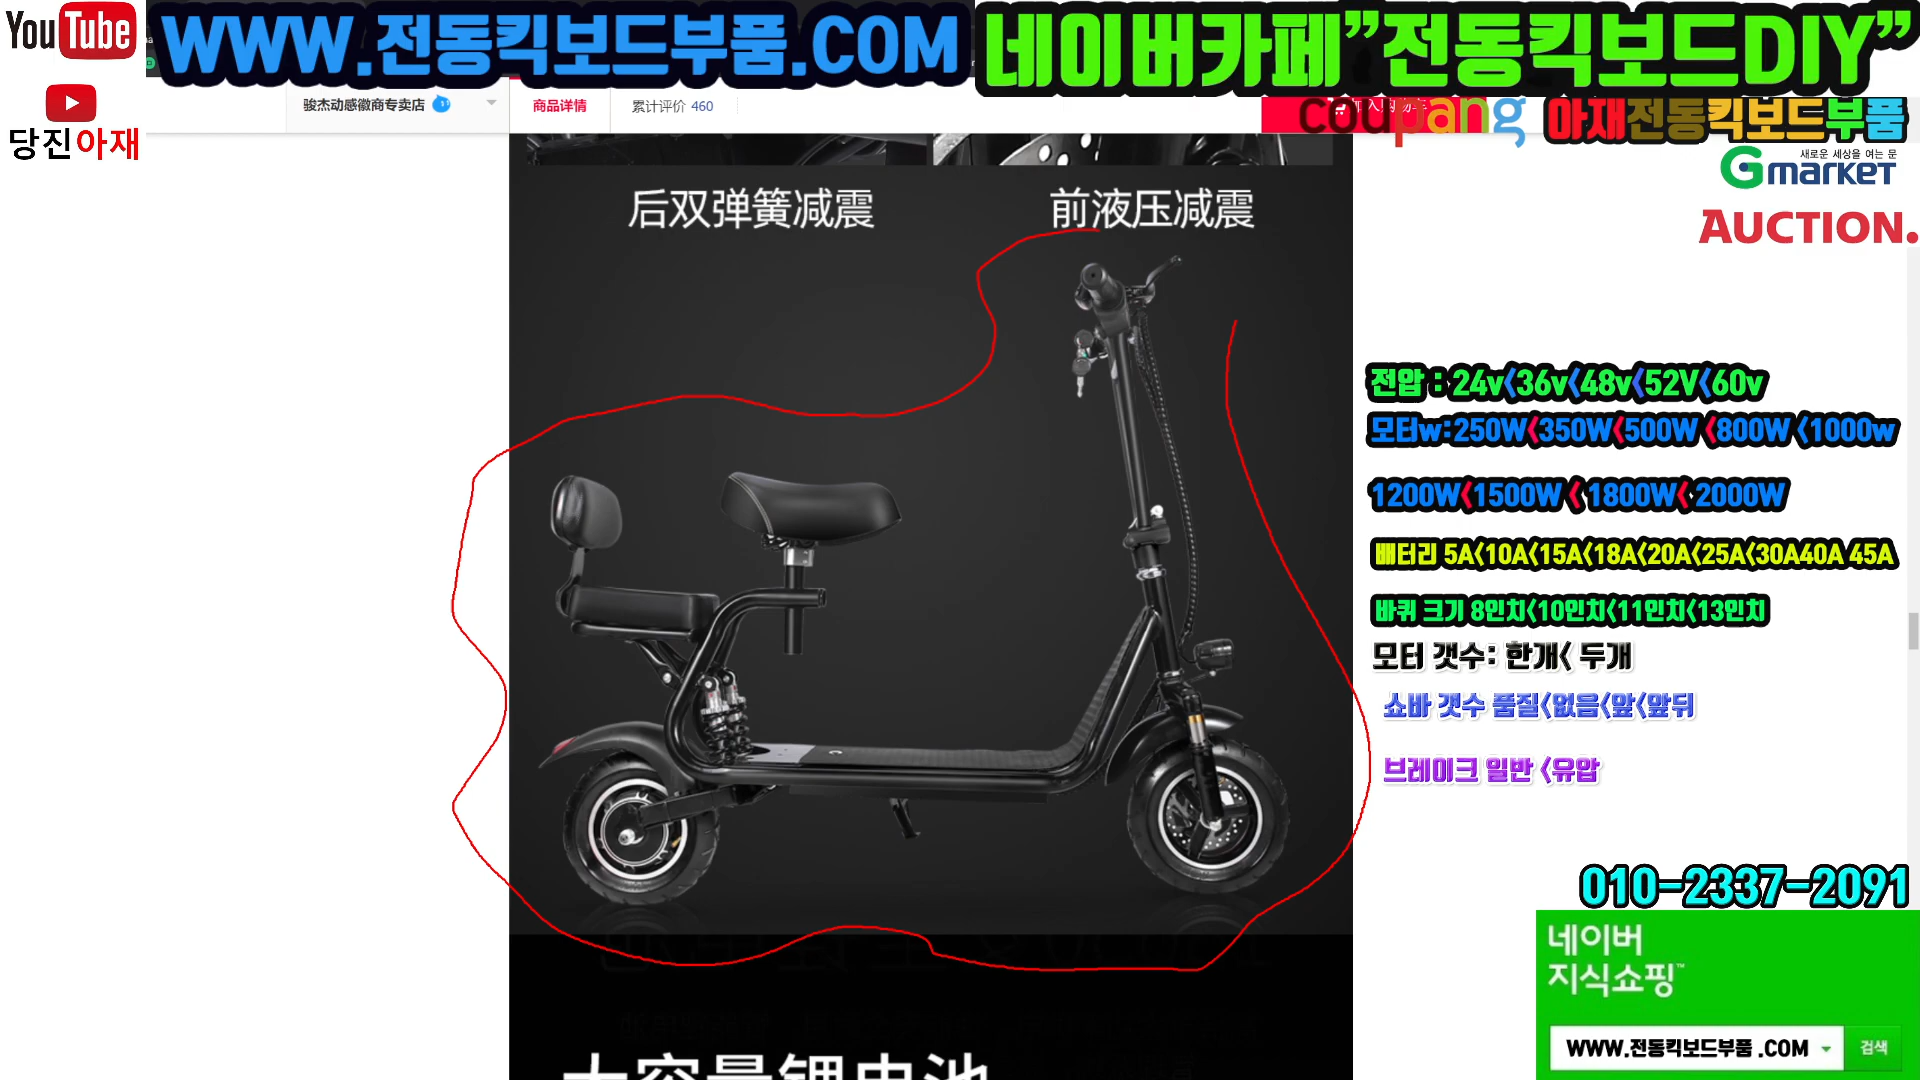 YouTube
당진아재
WWW.전동킥보드부품.COM
네이버카페”전동킥보드DIY”
骏杰动感徽商专卖店
商品详情
累计评价 460
coupang
아재전동킥보드부품
새로운 세상을 여는 문
Gmarket
AUCTION.
后双弹簧减震
前液压减震
전압 : 24v<36v<48v<52V<60v
모터w:250W<350W<500W <800W <1000w
1200W<1500W < 1800W< 2000W
배터리 5A<10A<15A<18A<20A<25A<30A40A 45A
바퀴 크기 8인치<10인치<11인치<13인치
모터 갯수: 한개< 두개
쇼바 갯수 품질<없음<앞<앞뒤
브레이크 일반 <유압
010-2337-2091
네이버
지식쇼핑™
WWW.전동킥보드부품 .COM
검색
大容量锂电池